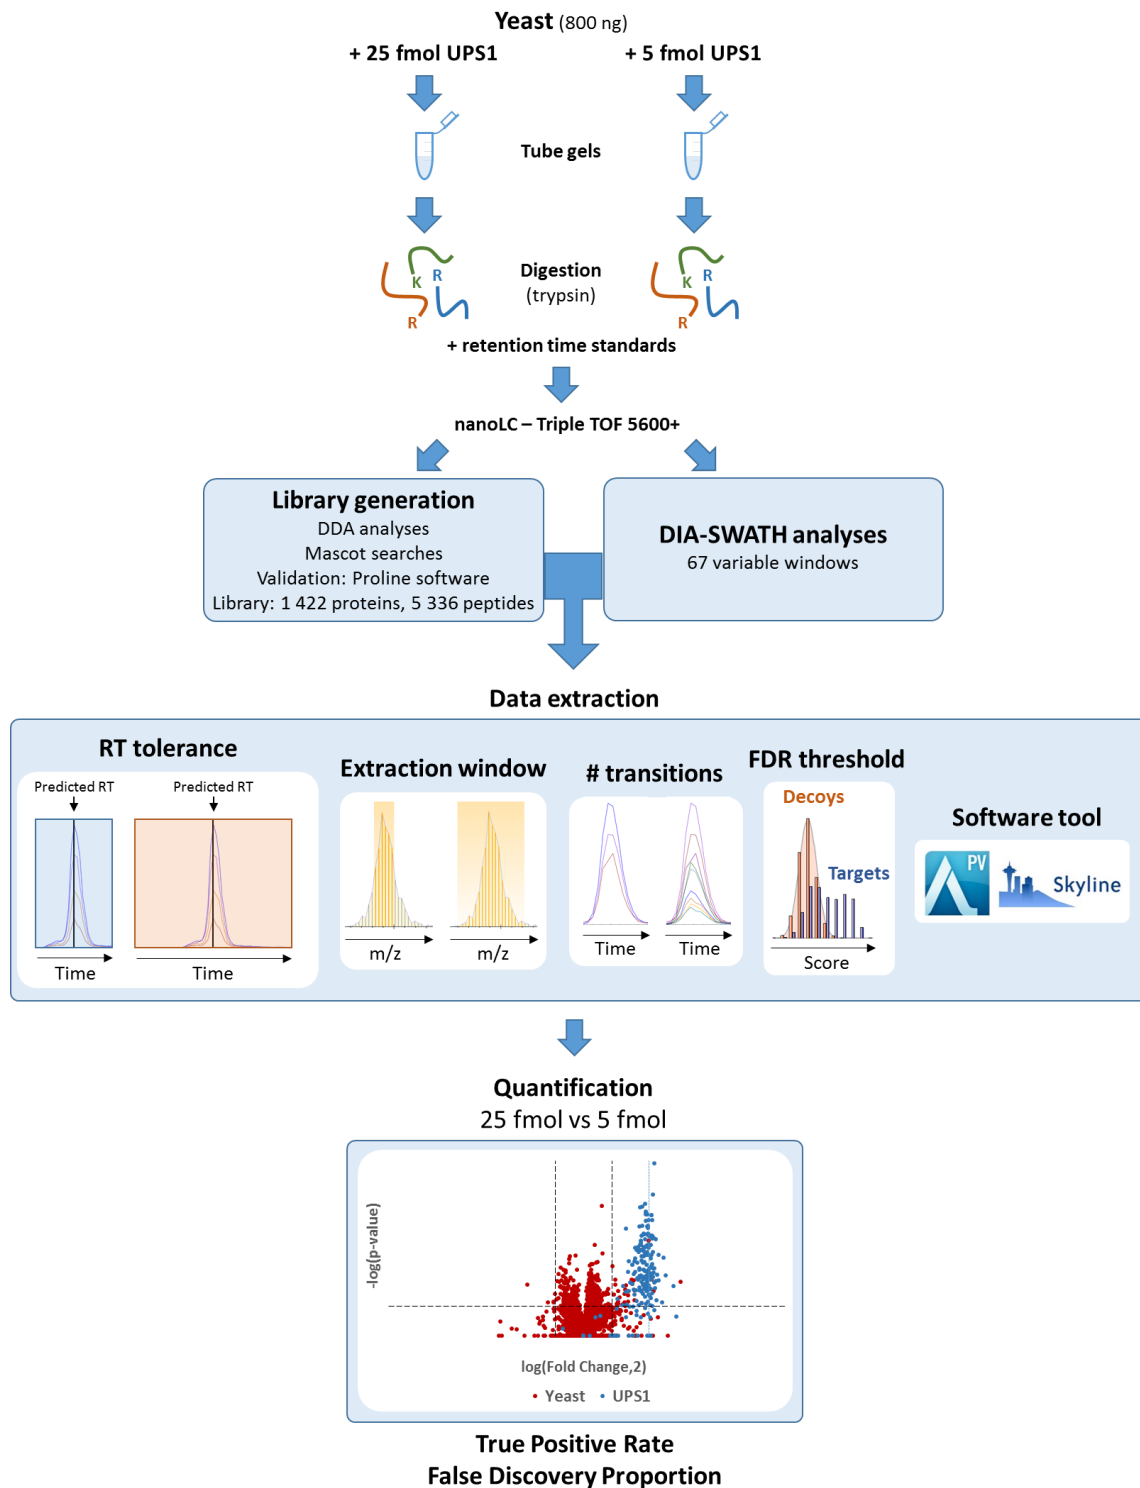 Yeast (800 ng)
+ 25 fmol UPS1
+ 5 fmol UPS1
Tube gels
K R
R
Digestion
(trypsin)
K R
R
+ retention time standards
nanoLC – Triple TOF 5600+
Library generation
DDA analyses
Mascot searches
Validation: Proline software
Library: 1 422 proteins, 5 336 peptides
DIA-SWATH analyses
67 variable windows
Data extraction
RT tolerance
Predicted RT
Predicted RT
Time
Time
Extraction window
m/z
m/z
# transitions
Time
Time
FDR threshold
Decoys
Targets
Score
Software tool
PV
Skyline
Quantification
25 fmol vs 5 fmol
-log(p-value)
log(Fold Change,2)
Yeast
UPS1
True Positive Rate
False Discovery Proportion